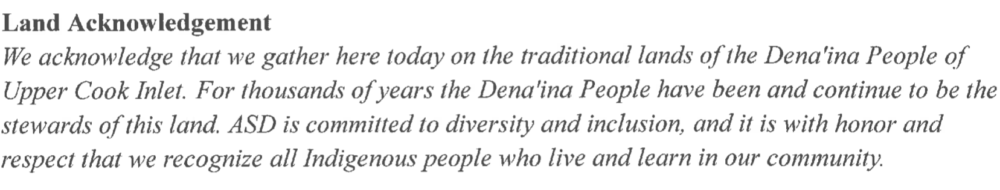 Land Acknowledgement
We acknowledge that we gather here today on the traditional lands of the Dena'ina People of
Upper Cook Inlet. For thousands of years the Dena'ina People have been and continue to be the
stewards of this land. ASD is committed to diversity and inclusion, and it is with honor and
respect that we recognize all Indigenous people who live and learn in our community.